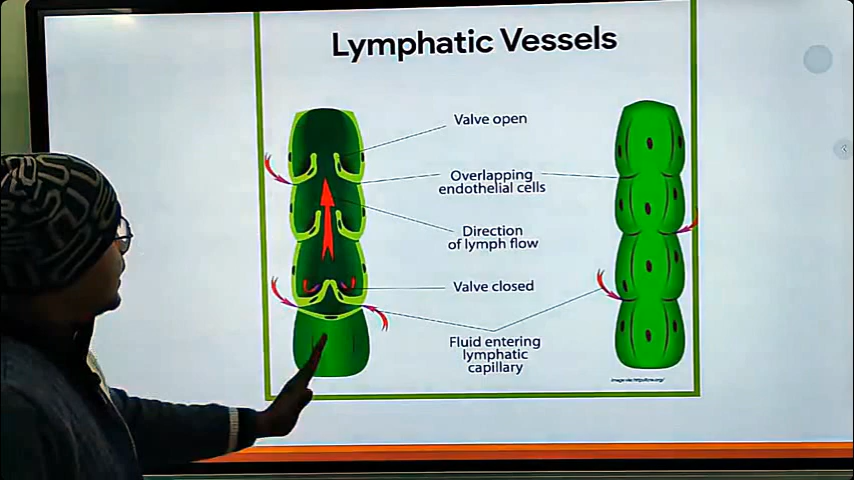 Lymphatic Vessels
Valve open
Overlapping
endothelial cells
Direction
of lymph flow
Valve closed
Fluid entering
lymphatic
capillary